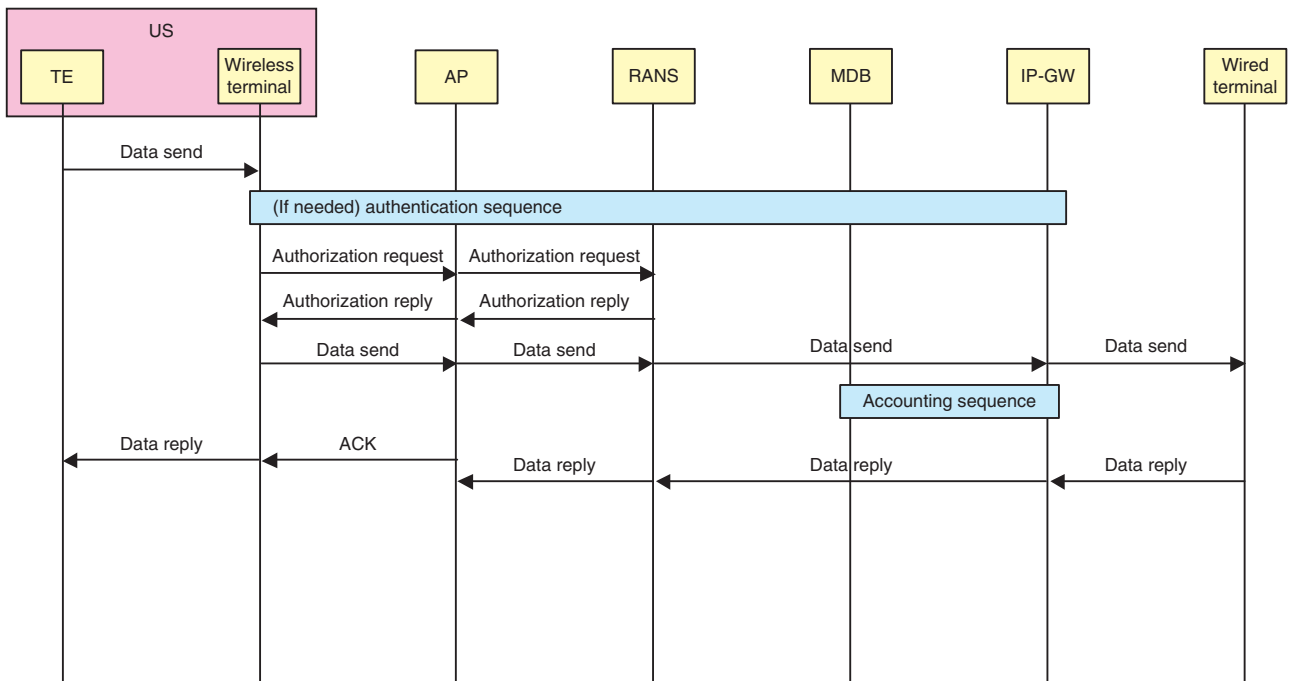 US
TE
Wireless
terminal
AP
RANS
MDB
IP-GW
Wired
terminal
Data send
(If needed) authentication sequence
Authorization request
Authorization request
Authorization reply
Authorization reply
Data send
Data send
Data send
Data send
Accounting sequence
Data reply
ACK
Data reply
Data reply
Data reply